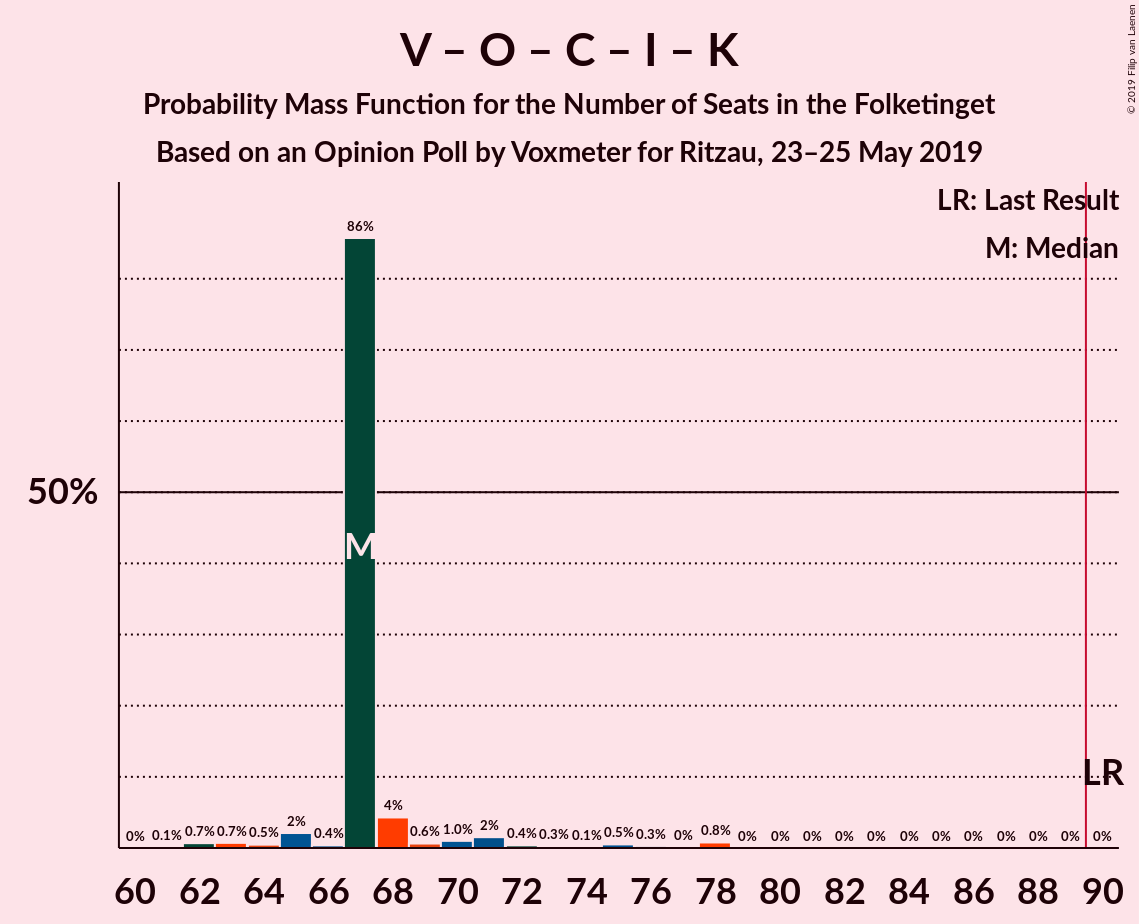 V – O – C – I – K
Probability Mass Function for the Number of Seats in the Folketinget
Based on an Opinion Poll by Voxmeter for Ritzau, 23–25 May 2019
© 2019 Filip van Laenen
LR: Last Result
M: Median
86%
50%
M
LR
0% 0.1% 0.7% 0.7% 0.5% 2% 0.4% 4% 0.6% 1.0% 2% 0.4% 0.3% 0.1% 0.5% 0.3% 0% 0.8% 0% 0% 0% 0% 0% 0% 0% 0% 0% 0% 0% 0%
60 62 64 66 68 70 72 74 76 78 80 82 84 86 88 90